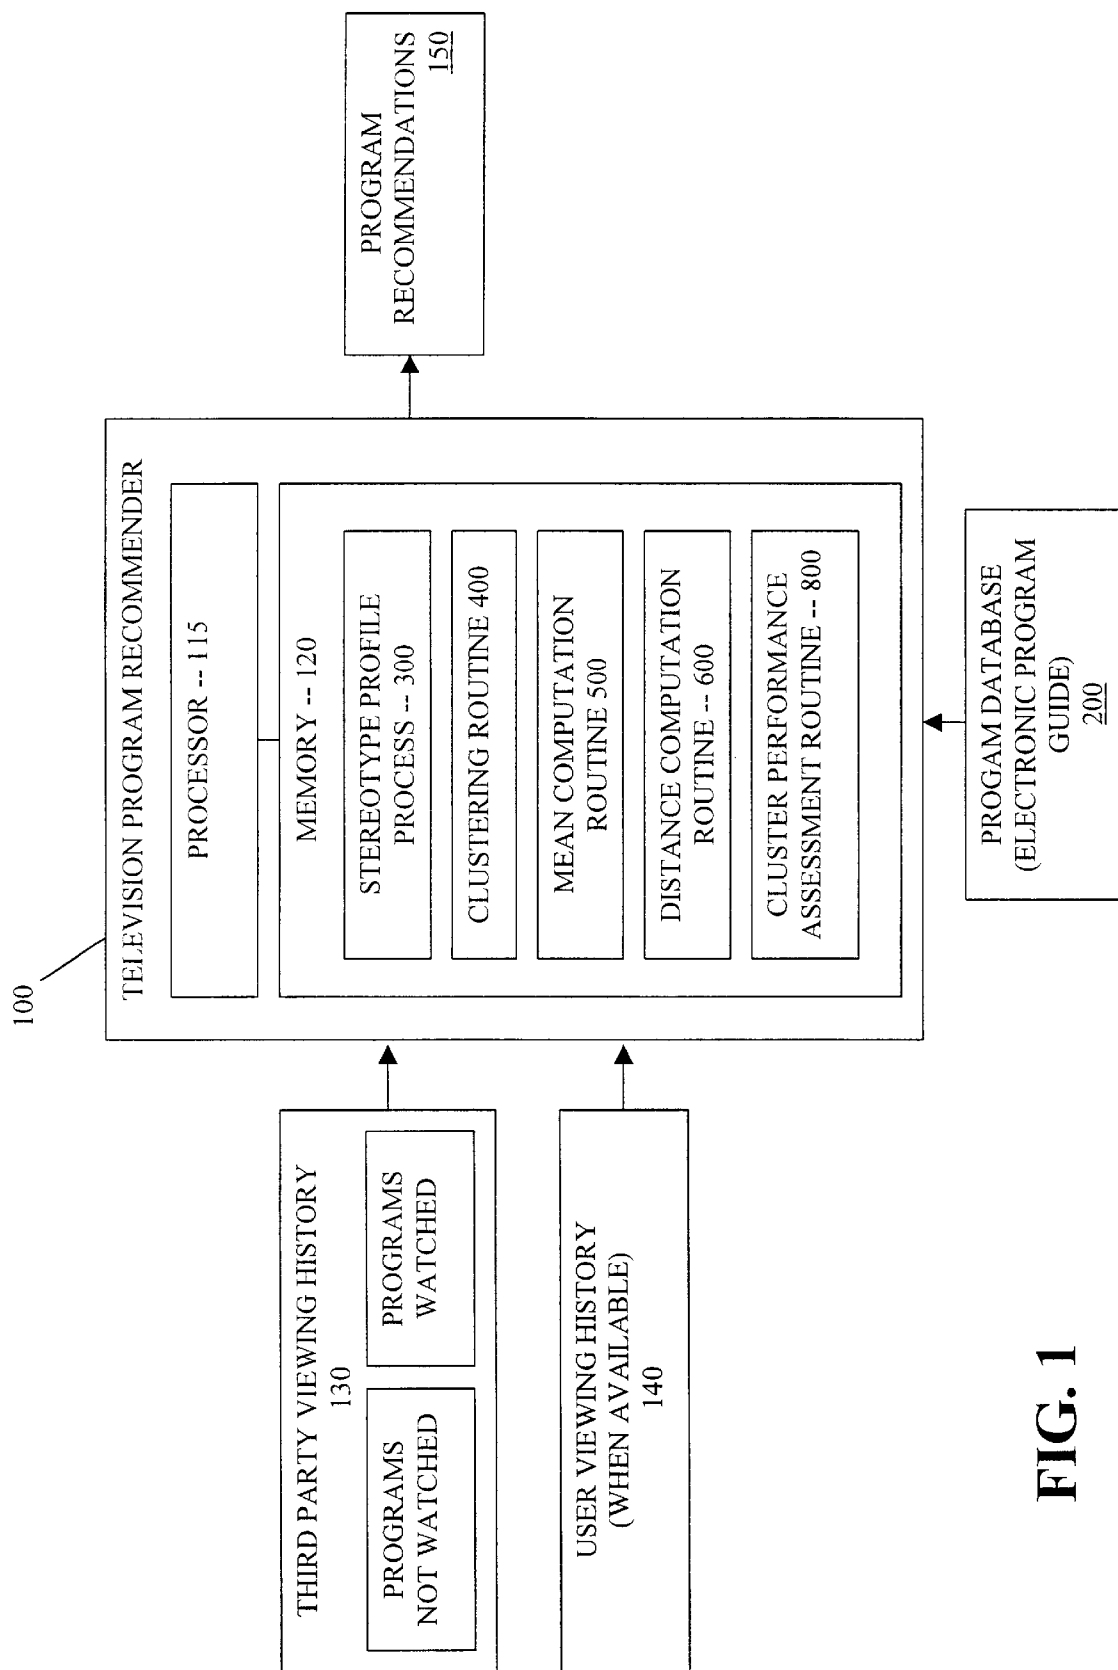 100
TELEVISION PROGRAM RECOMMENDER
PROCESSOR -- 115
MEMORY -- 120
STEREOTYPE PROFILE
PROCESS -- 300
CLUSTERING ROUTINE 400
MEAN COMPUTATION
ROUTINE 500
DISTANCE COMPUTATION
ROUTINE -- 600
CLUSTER PERFORMANCE
ASSESSMENT ROUTINE -- 800
THIRD PARTY VIEWING HISTORY
130
PROGRAMS
NOT WATCHED
PROGRAMS
WATCHED
USER VIEWING HISTORY
(WHEN AVAILABLE)
140
PROGRAM
RECOMMENDATIONS
150
PROGAM DATABASE
(ELECTRONIC PROGRAM
GUIDE)
200
FIG. 1